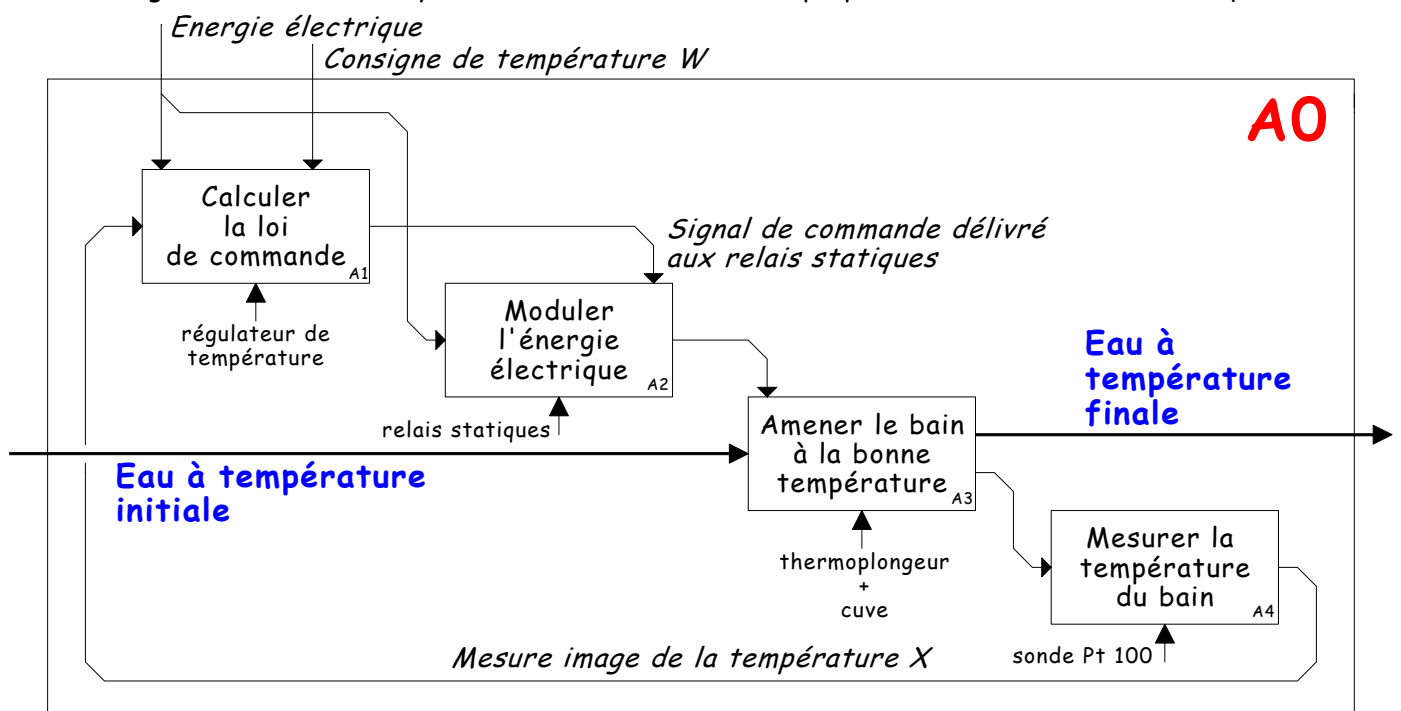 Energie électrique
Consigne de température W
A0
Calculer
la loi
de commande
A1
Signal de commande délivré
aux relais statiques
régulateur de
température
Moduler
l'énergie
électrique
A2
relais statiques
Eau à
température
finale
Amener le bain
à la bonne
température
A3
Eau à température
initiale
thermoplongeur
+
cuve
Mesurer la
température
du bain
A4
sonde Pt 100
Mesure image de la température X